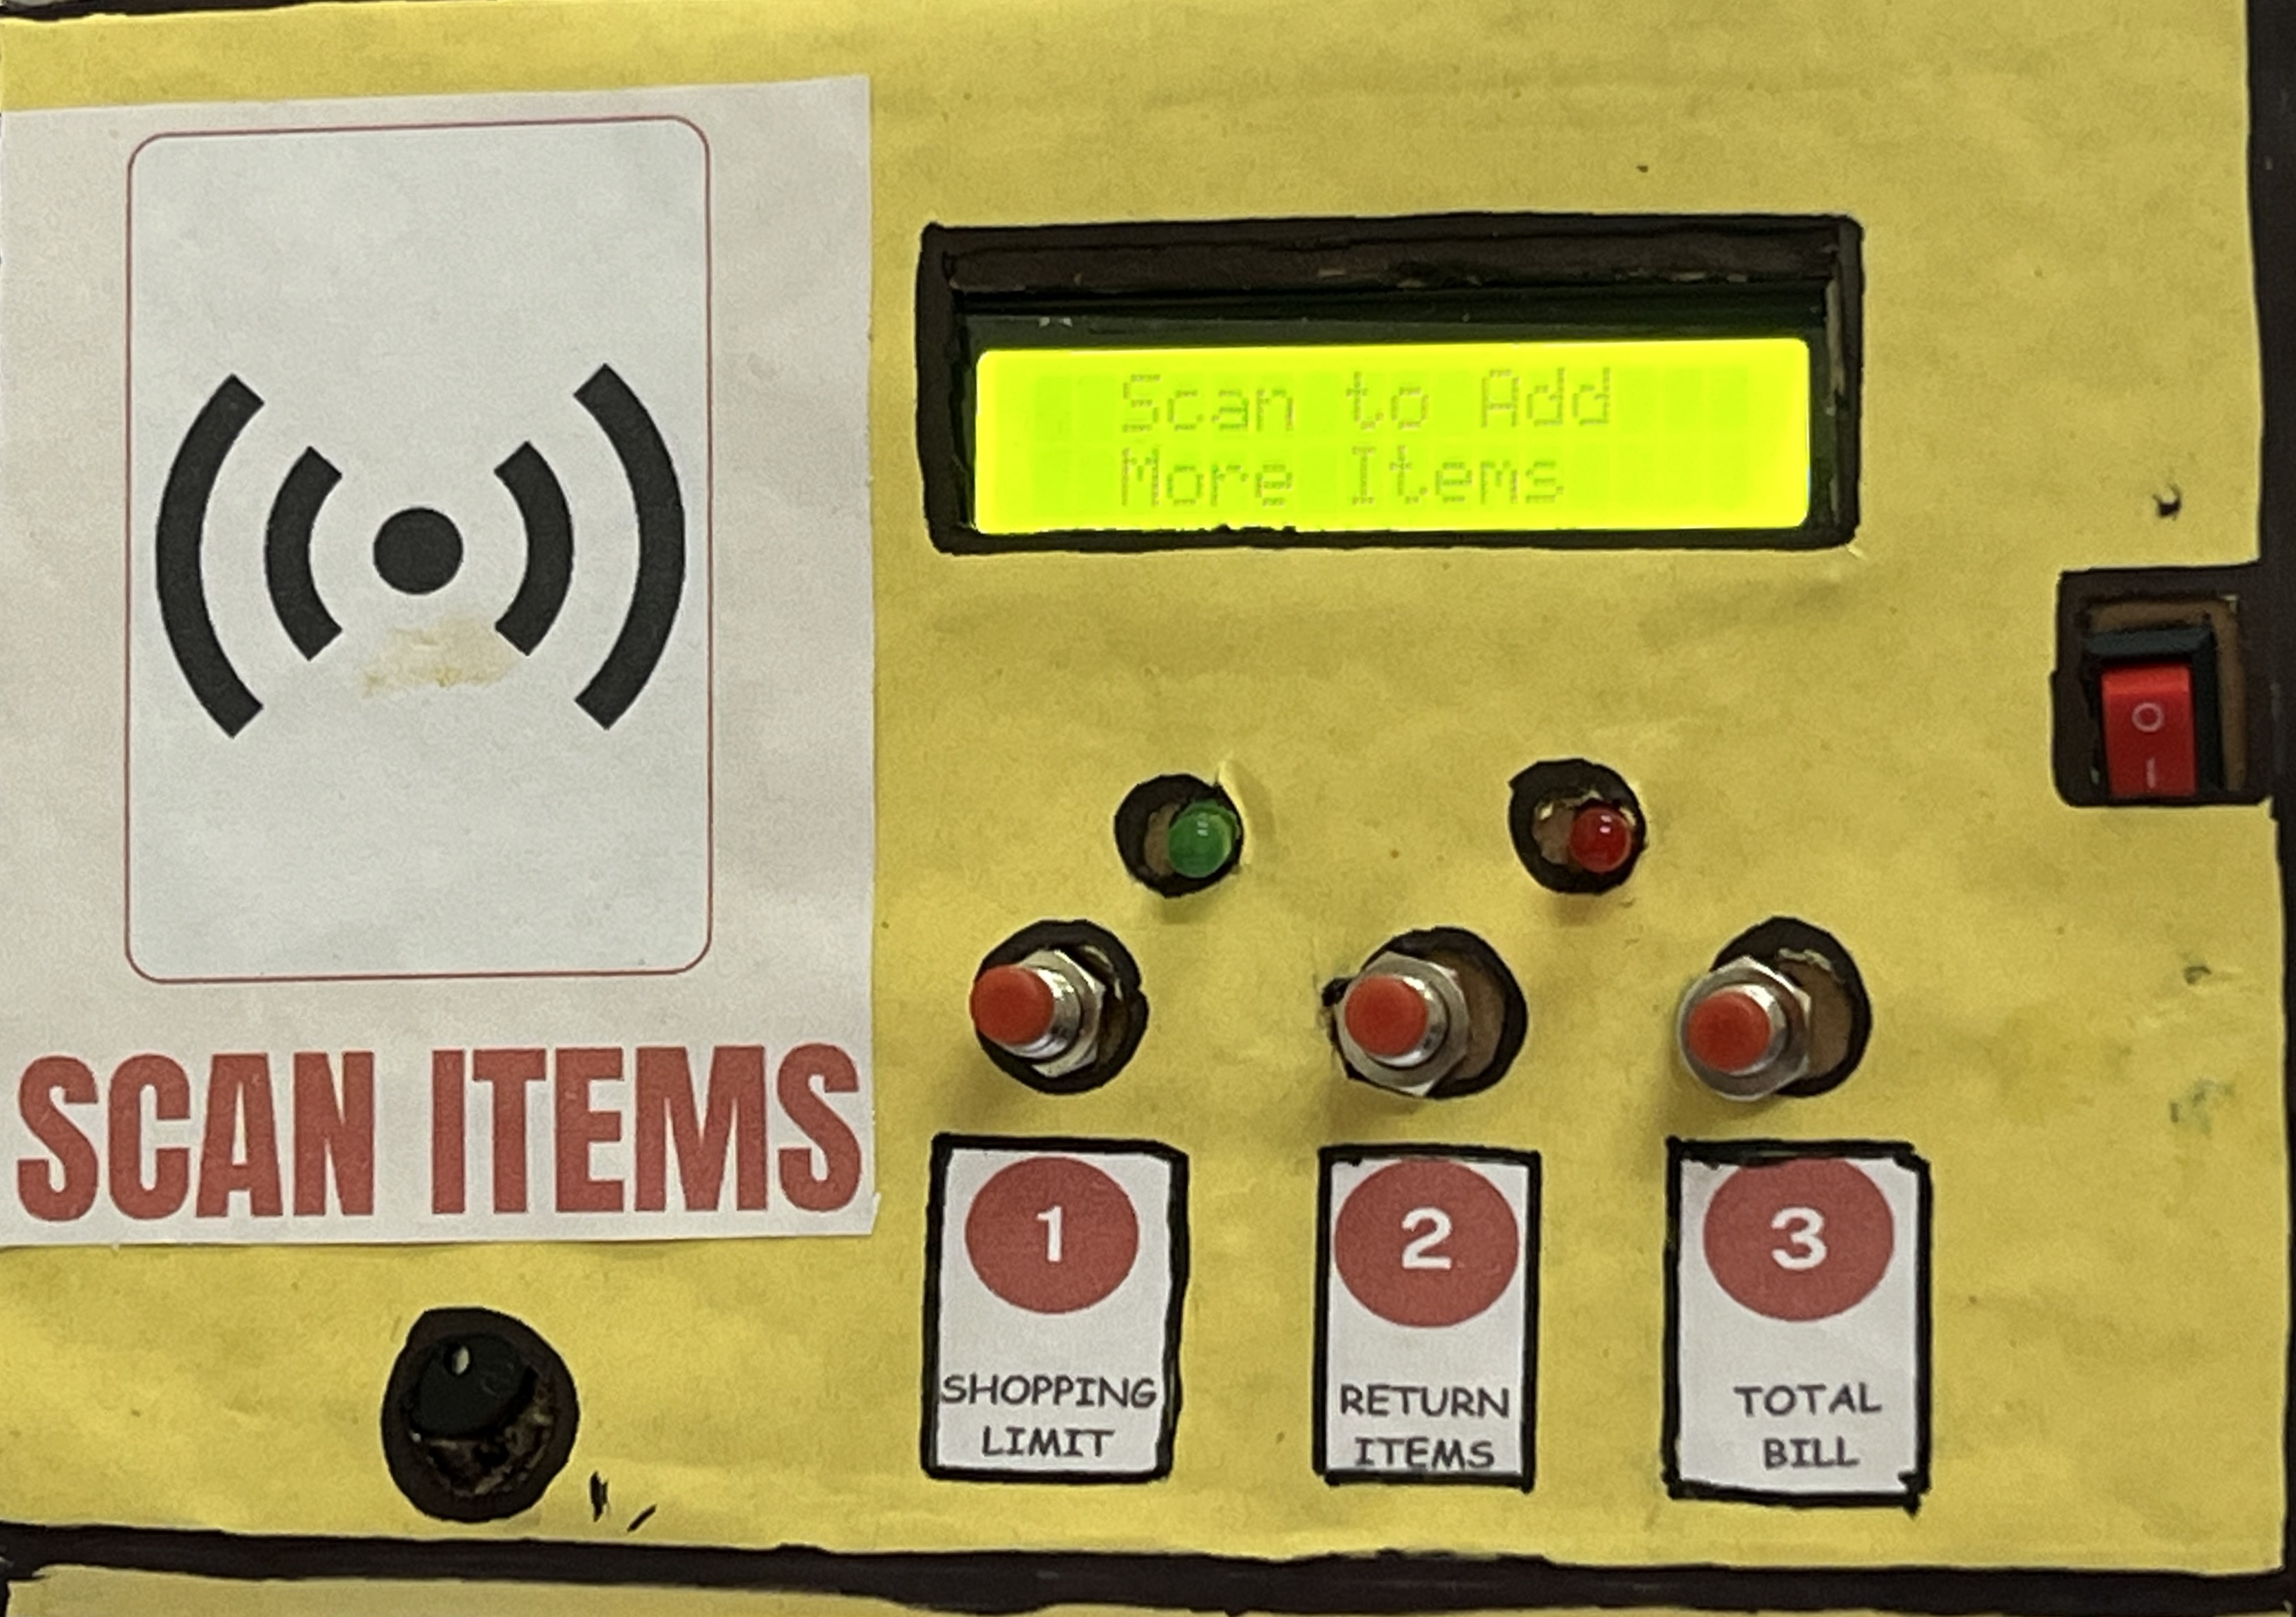 Scan to Add
More Items
SCAN ITEMS
1
SHOPPING
LIMIT
2
RETURN
ITEMS
3
TOTAL
BILL